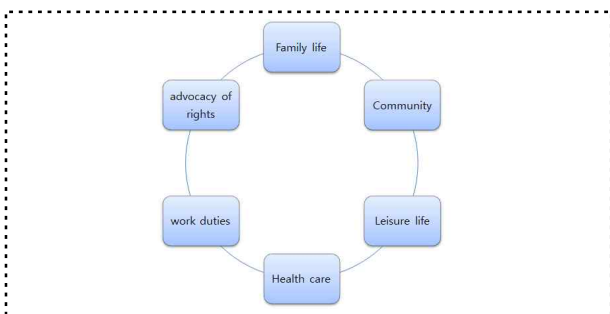 Family life
Community
Leisure life
Health care
work duties
advocacy of
rights